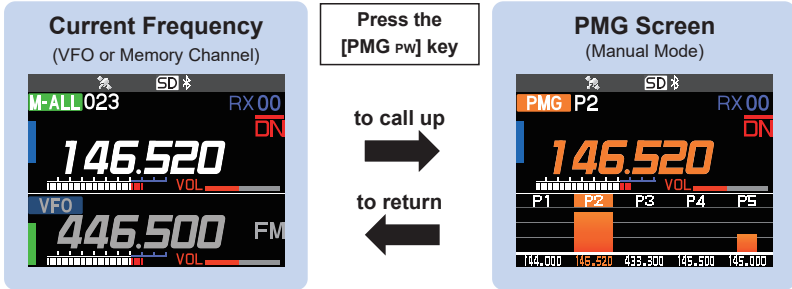 Current Frequency
(VFO or Memory Channel)
SD
M-ALL 023 RX 00
DN
146.520
VOL
VFO
446.500 FM
VOL
Press the
[PMG PW] key
to call up
to return
PMG Screen
(Manual Mode)
SD
PMG P2 RX 00
DN
146.520
VOL
P1 P2 P3 P4 P5
144.000 146.520 433.300 145.500 145.000